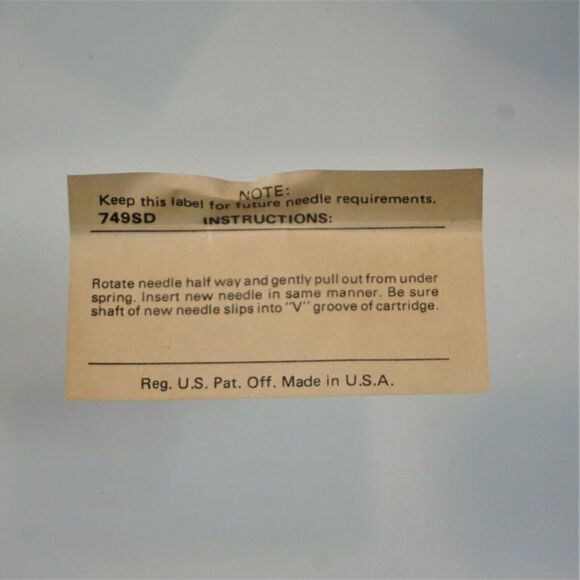 NOTE:
Keep this label for future needle requirements.
749SD INSTRUCTIONS:
Rotate needle half way and gently pull out from under
spring. Insert new needle in same manner. Be sure
shaft of new needle slips into "V" groove of cartridge.
Reg. U.S. Pat. Off. Made in U.S.A.